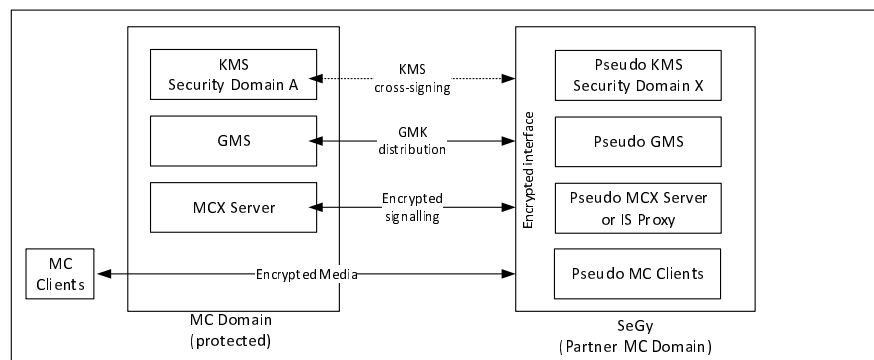 KMS
Security Domain A
KMS
cross-signing
Pseudo KMS
Security Domain X
GMS
GMK
distribution
Pseudo GMS
Encrypted interface
MCX Server
Encrypted
signalling
Pseudo MCX Server
or IS Proxy
MC
Clients
Encrypted Media
Pseudo MC Clients
MC Domain
(protected)
SeGy
(Partner MC Domain)